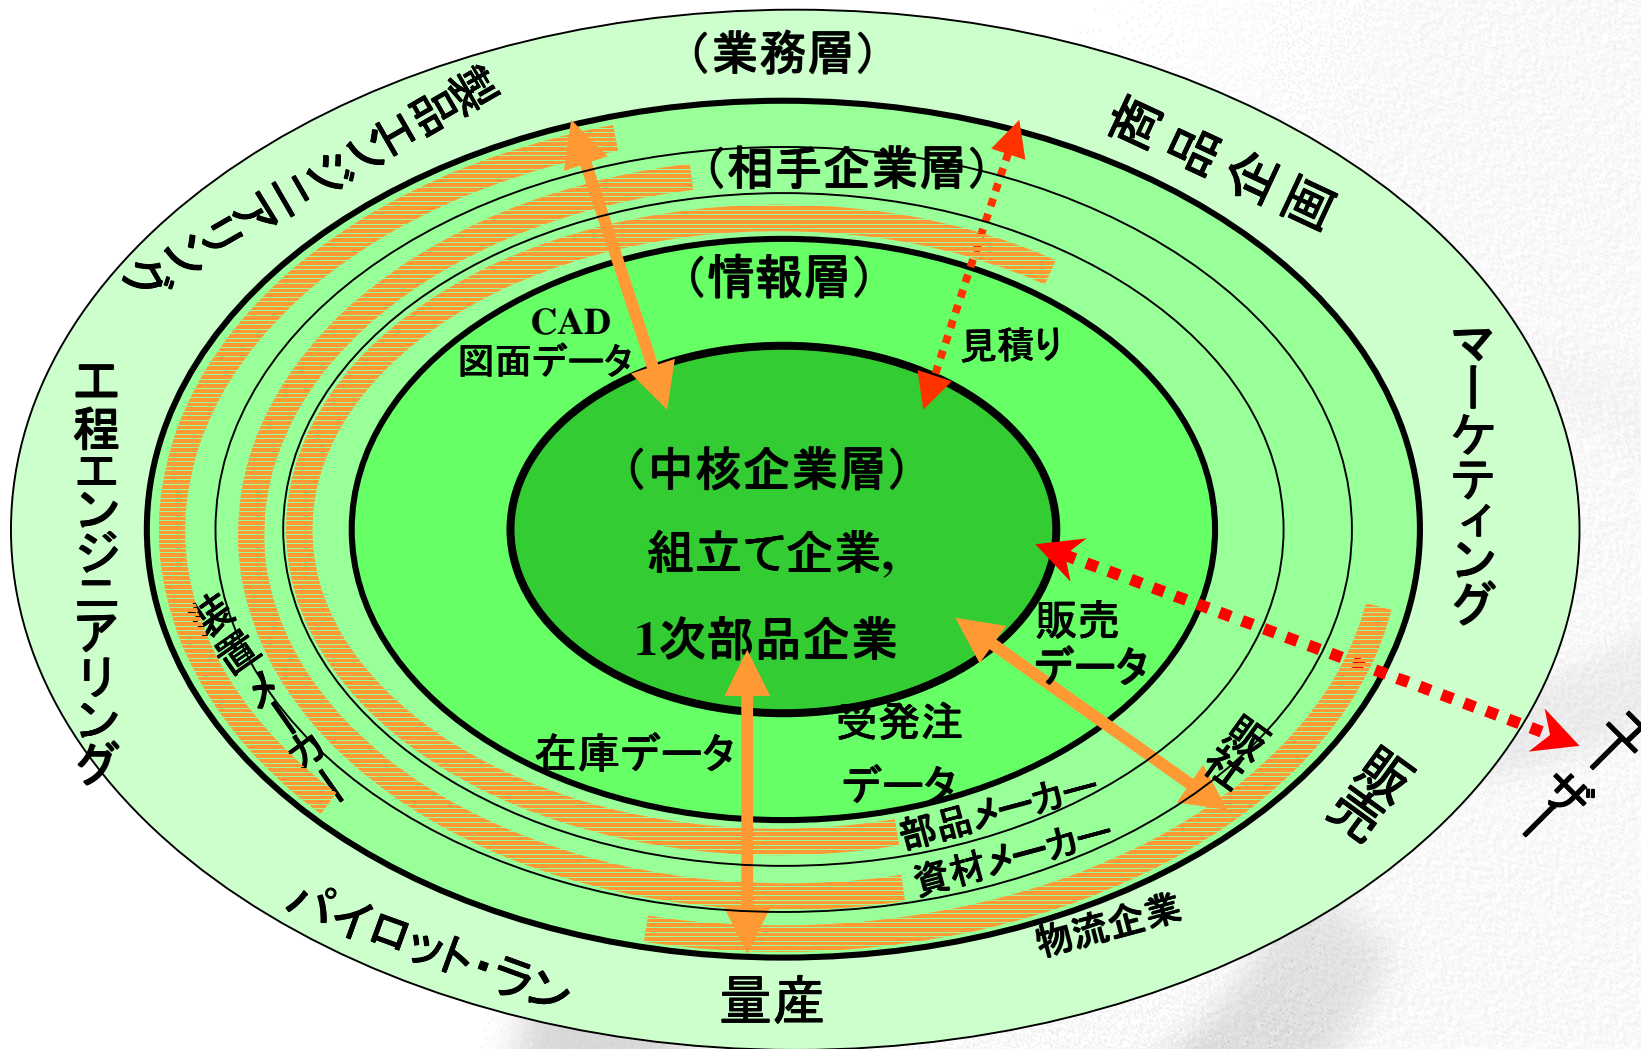 （業務層）
製品エンジニアリング
商品企画
（相手企業層）
（情報層）
CAD
図面データ
見積り
工程エンジニアリング
マーケティング
（中核企業層）
組立て企業,
1次部品企業
装置メーカー
販売
データ
在庫データ
受発注
データ
部品メーカー
資材メーカー
販社
販売
ユーザー
物流企業
パイロット・ラン
量産